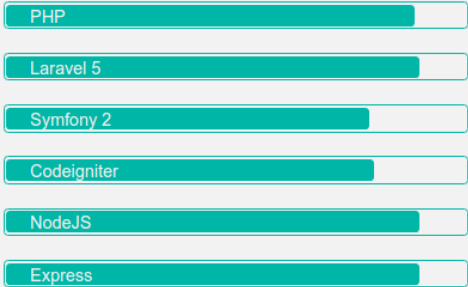 PHP
Laravel 5
Symfony 2
Codeigniter
NodeJS
Express